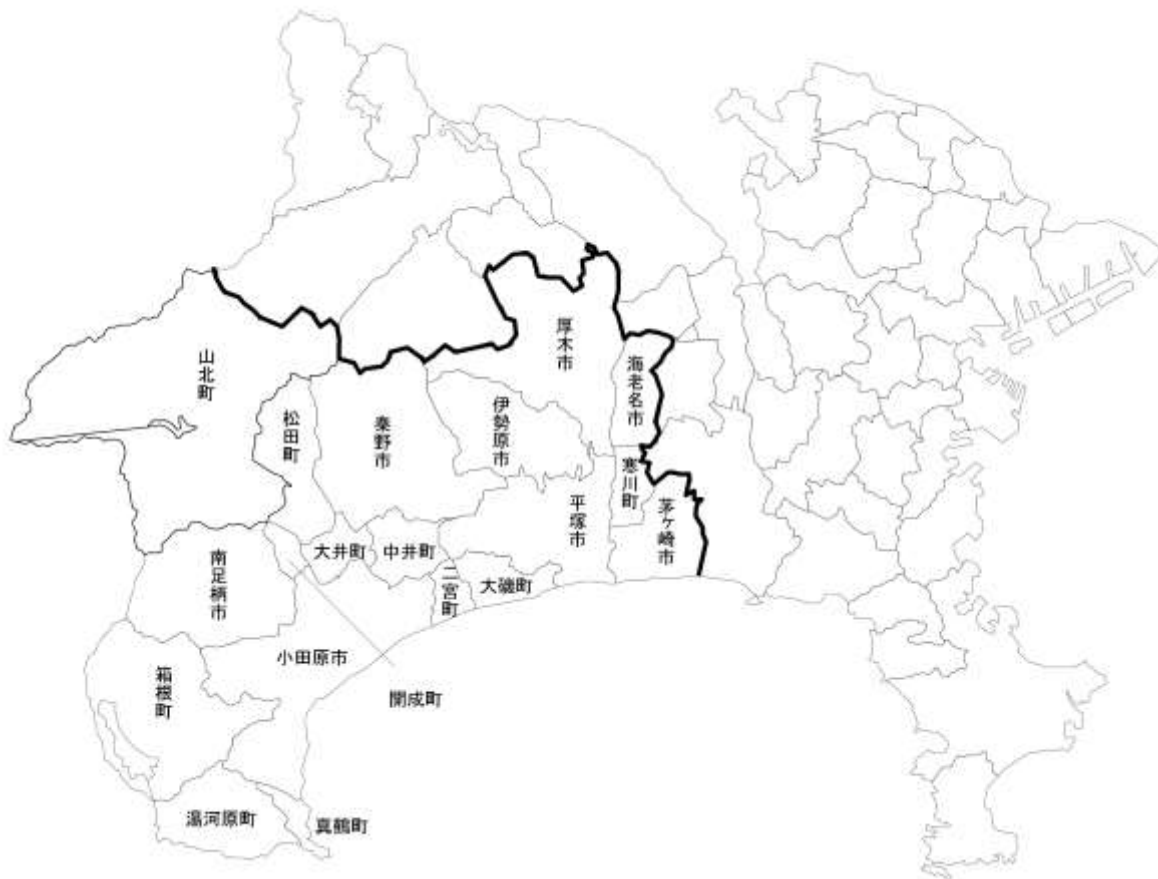 厚木市
山北町
海老名市
松田町
秦野市
伊勢原市
寒川町
平塚市
茅ヶ崎市
大井町
中井町
南足柄市
二宮町
大磯町
小田原市
箱根町
開成町
湯河原町
真鶴町